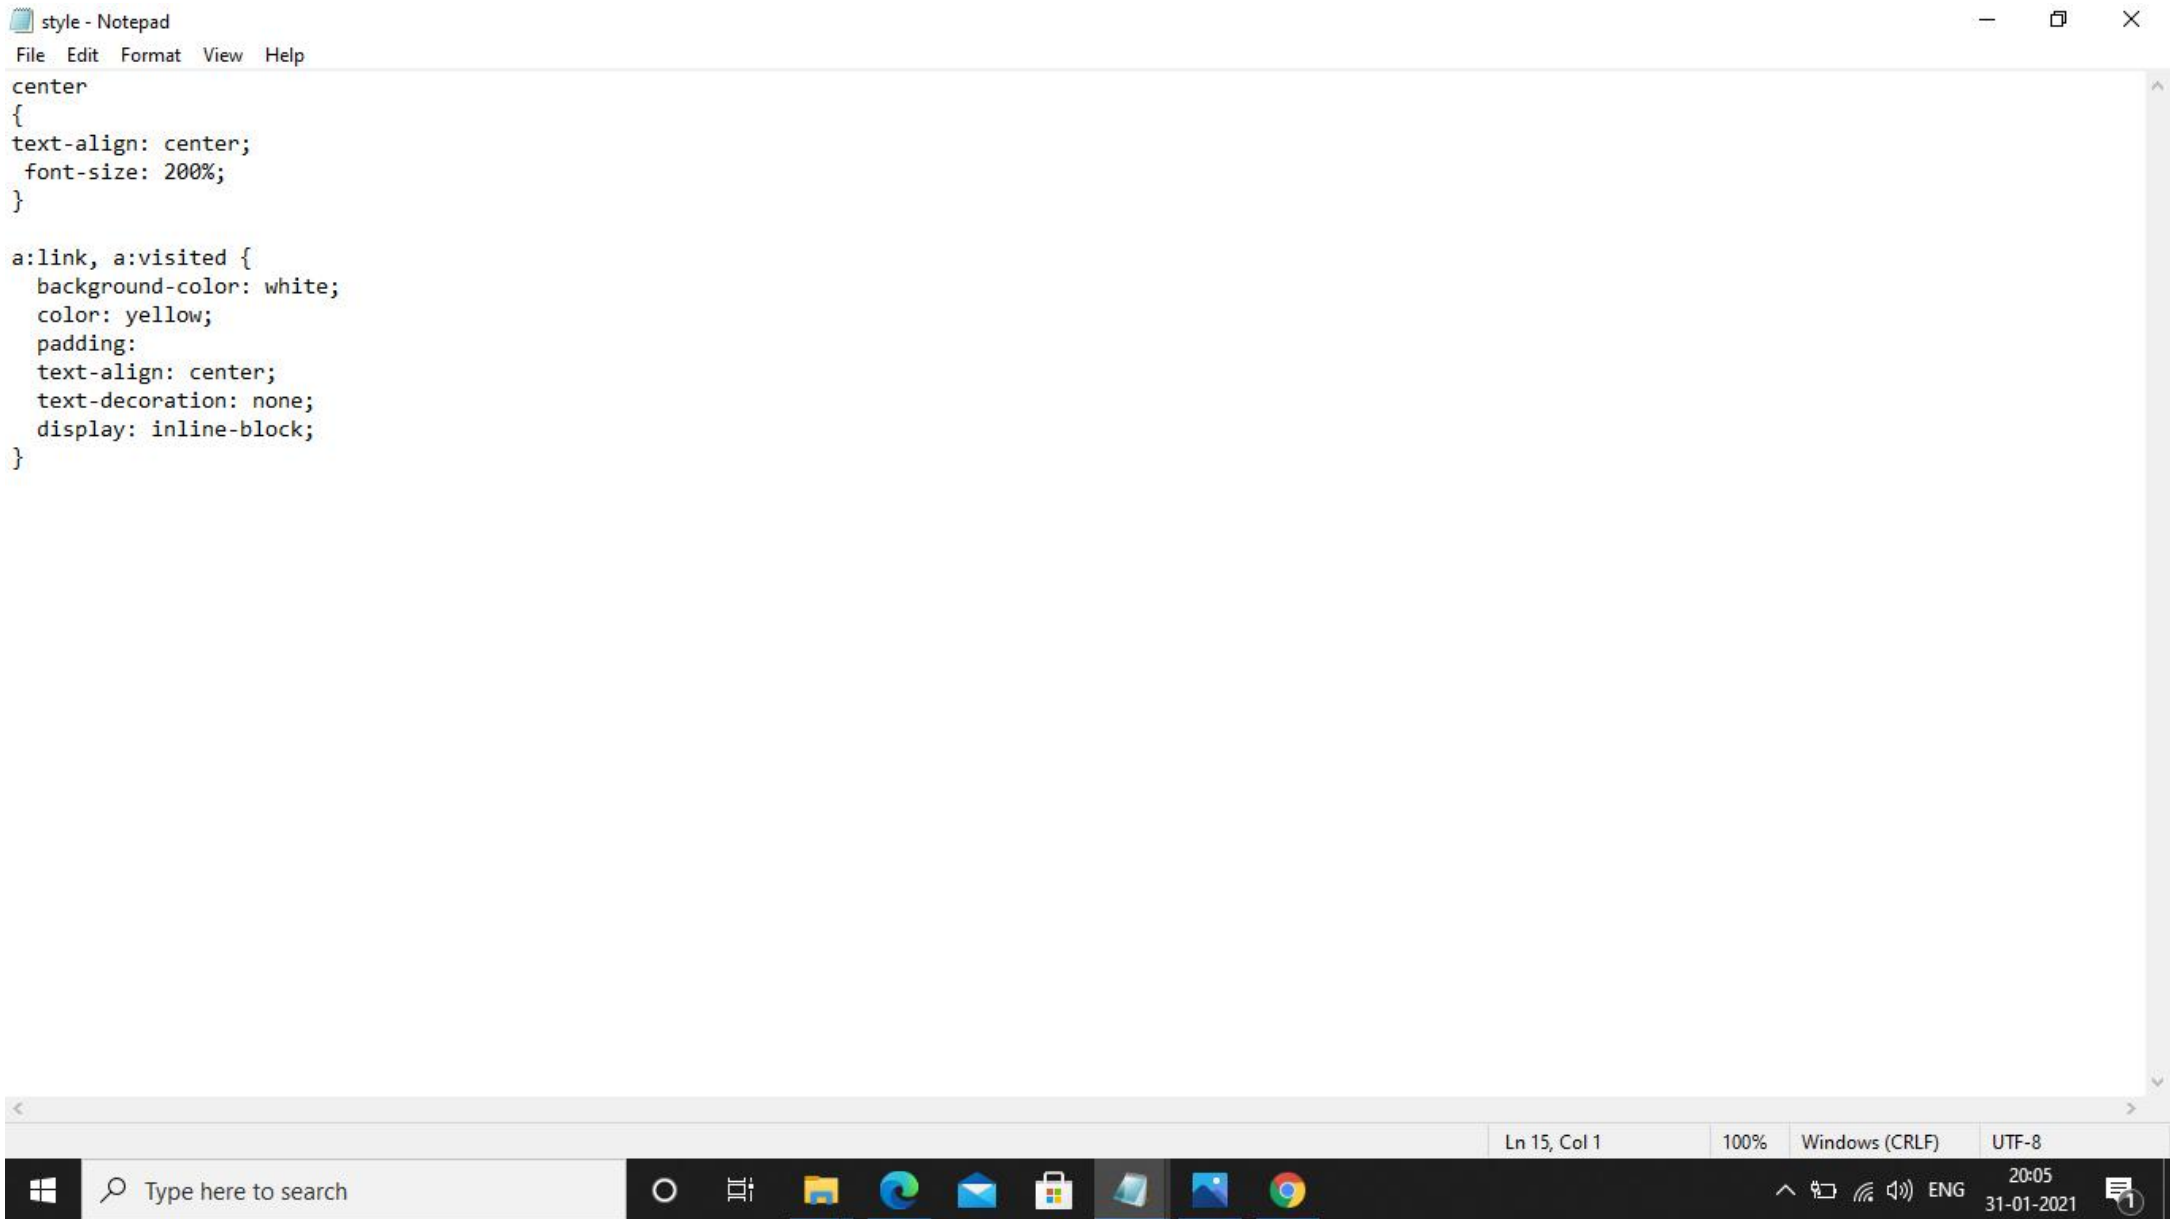 style - Notepad
File Edit Format View Help
center
{
text-align: center;
 font-size: 200%;
}

a:link, a:visited {
  background-color: white;
  color: yellow;
  padding:
  text-align: center;
  text-decoration: none;
  display: inline-block;
}
Ln 15, Col 1 100% Windows (CRLF) UTF-8
Type here to search
ENG
20:05
31-01-2021
1